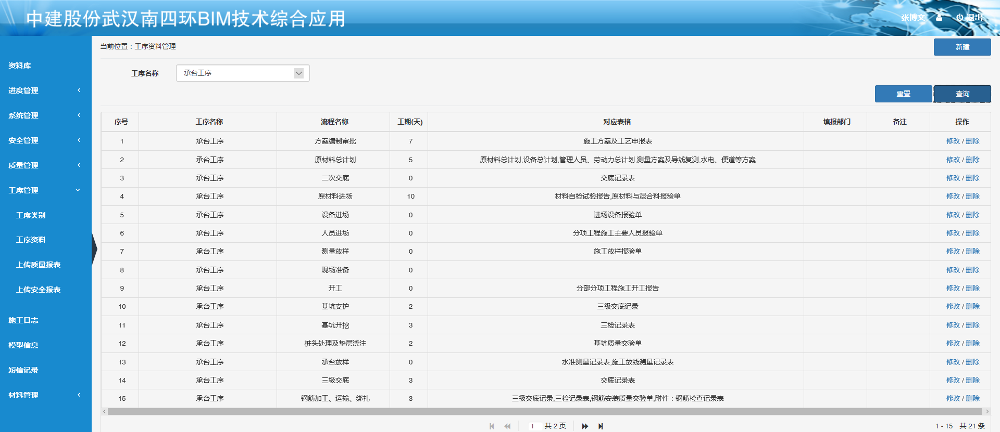 中建股份武汉南四环BIM技术综合应用
张博文 退出
当前位置：工序资料管理 新建
工序名称 承台工序
重置 查询
资料库
进度管理
系统管理
安全管理
质量管理
工序管理
工序类别
工序资料
上传质量报表
上传安全报表
施工日志
模型信息
短信记录
材料管理
序号 工序名称 流程名称 工期(天) 对应表格 填报部门 备注 操作
1 承台工序 方案编制审批 7 施工方案及工艺申报表 修改 / 删除
2 承台工序 原材料总计划 5 原材料总计划,设备总计划,管理人员、劳动力总计划,测量方案及导线复测,水电、便道等方案 修改 / 删除
3 承台工序 二次交底 0 交底记录表 修改 / 删除
4 承台工序 原材料进场 10 材料自检试验报告,原材料与混合料报验单 修改 / 删除
5 承台工序 设备进场 0 进场设备报验单 修改 / 删除
6 承台工序 人员进场 0 分项工程施工主要人员报验单 修改 / 删除
7 承台工序 测量放样 0 施工放样报验单 修改 / 删除
8 承台工序 现场准备 0 修改 / 删除
9 承台工序 开工 0 分部分项工程施工开工报告 修改 / 删除
10 承台工序 基坑支护 2 三级交底记录 修改 / 删除
11 承台工序 基坑开挖 3 三检记录表 修改 / 删除
12 承台工序 桩头处理及垫层浇注 2 基坑质量交验单 修改 / 删除
13 承台工序 承台放样 0 水准测量记录表,施工放线测量记录表 修改 / 删除
14 承台工序 三级交底 3 交底记录表 修改 / 删除
15 承台工序 钢筋加工、运输、绑扎 3 三级交底记录,三检记录表,钢筋安装质量交验单,附件：钢筋检查记录表 修改 / 删除
1 共 2 页 1 - 15 共 21 条